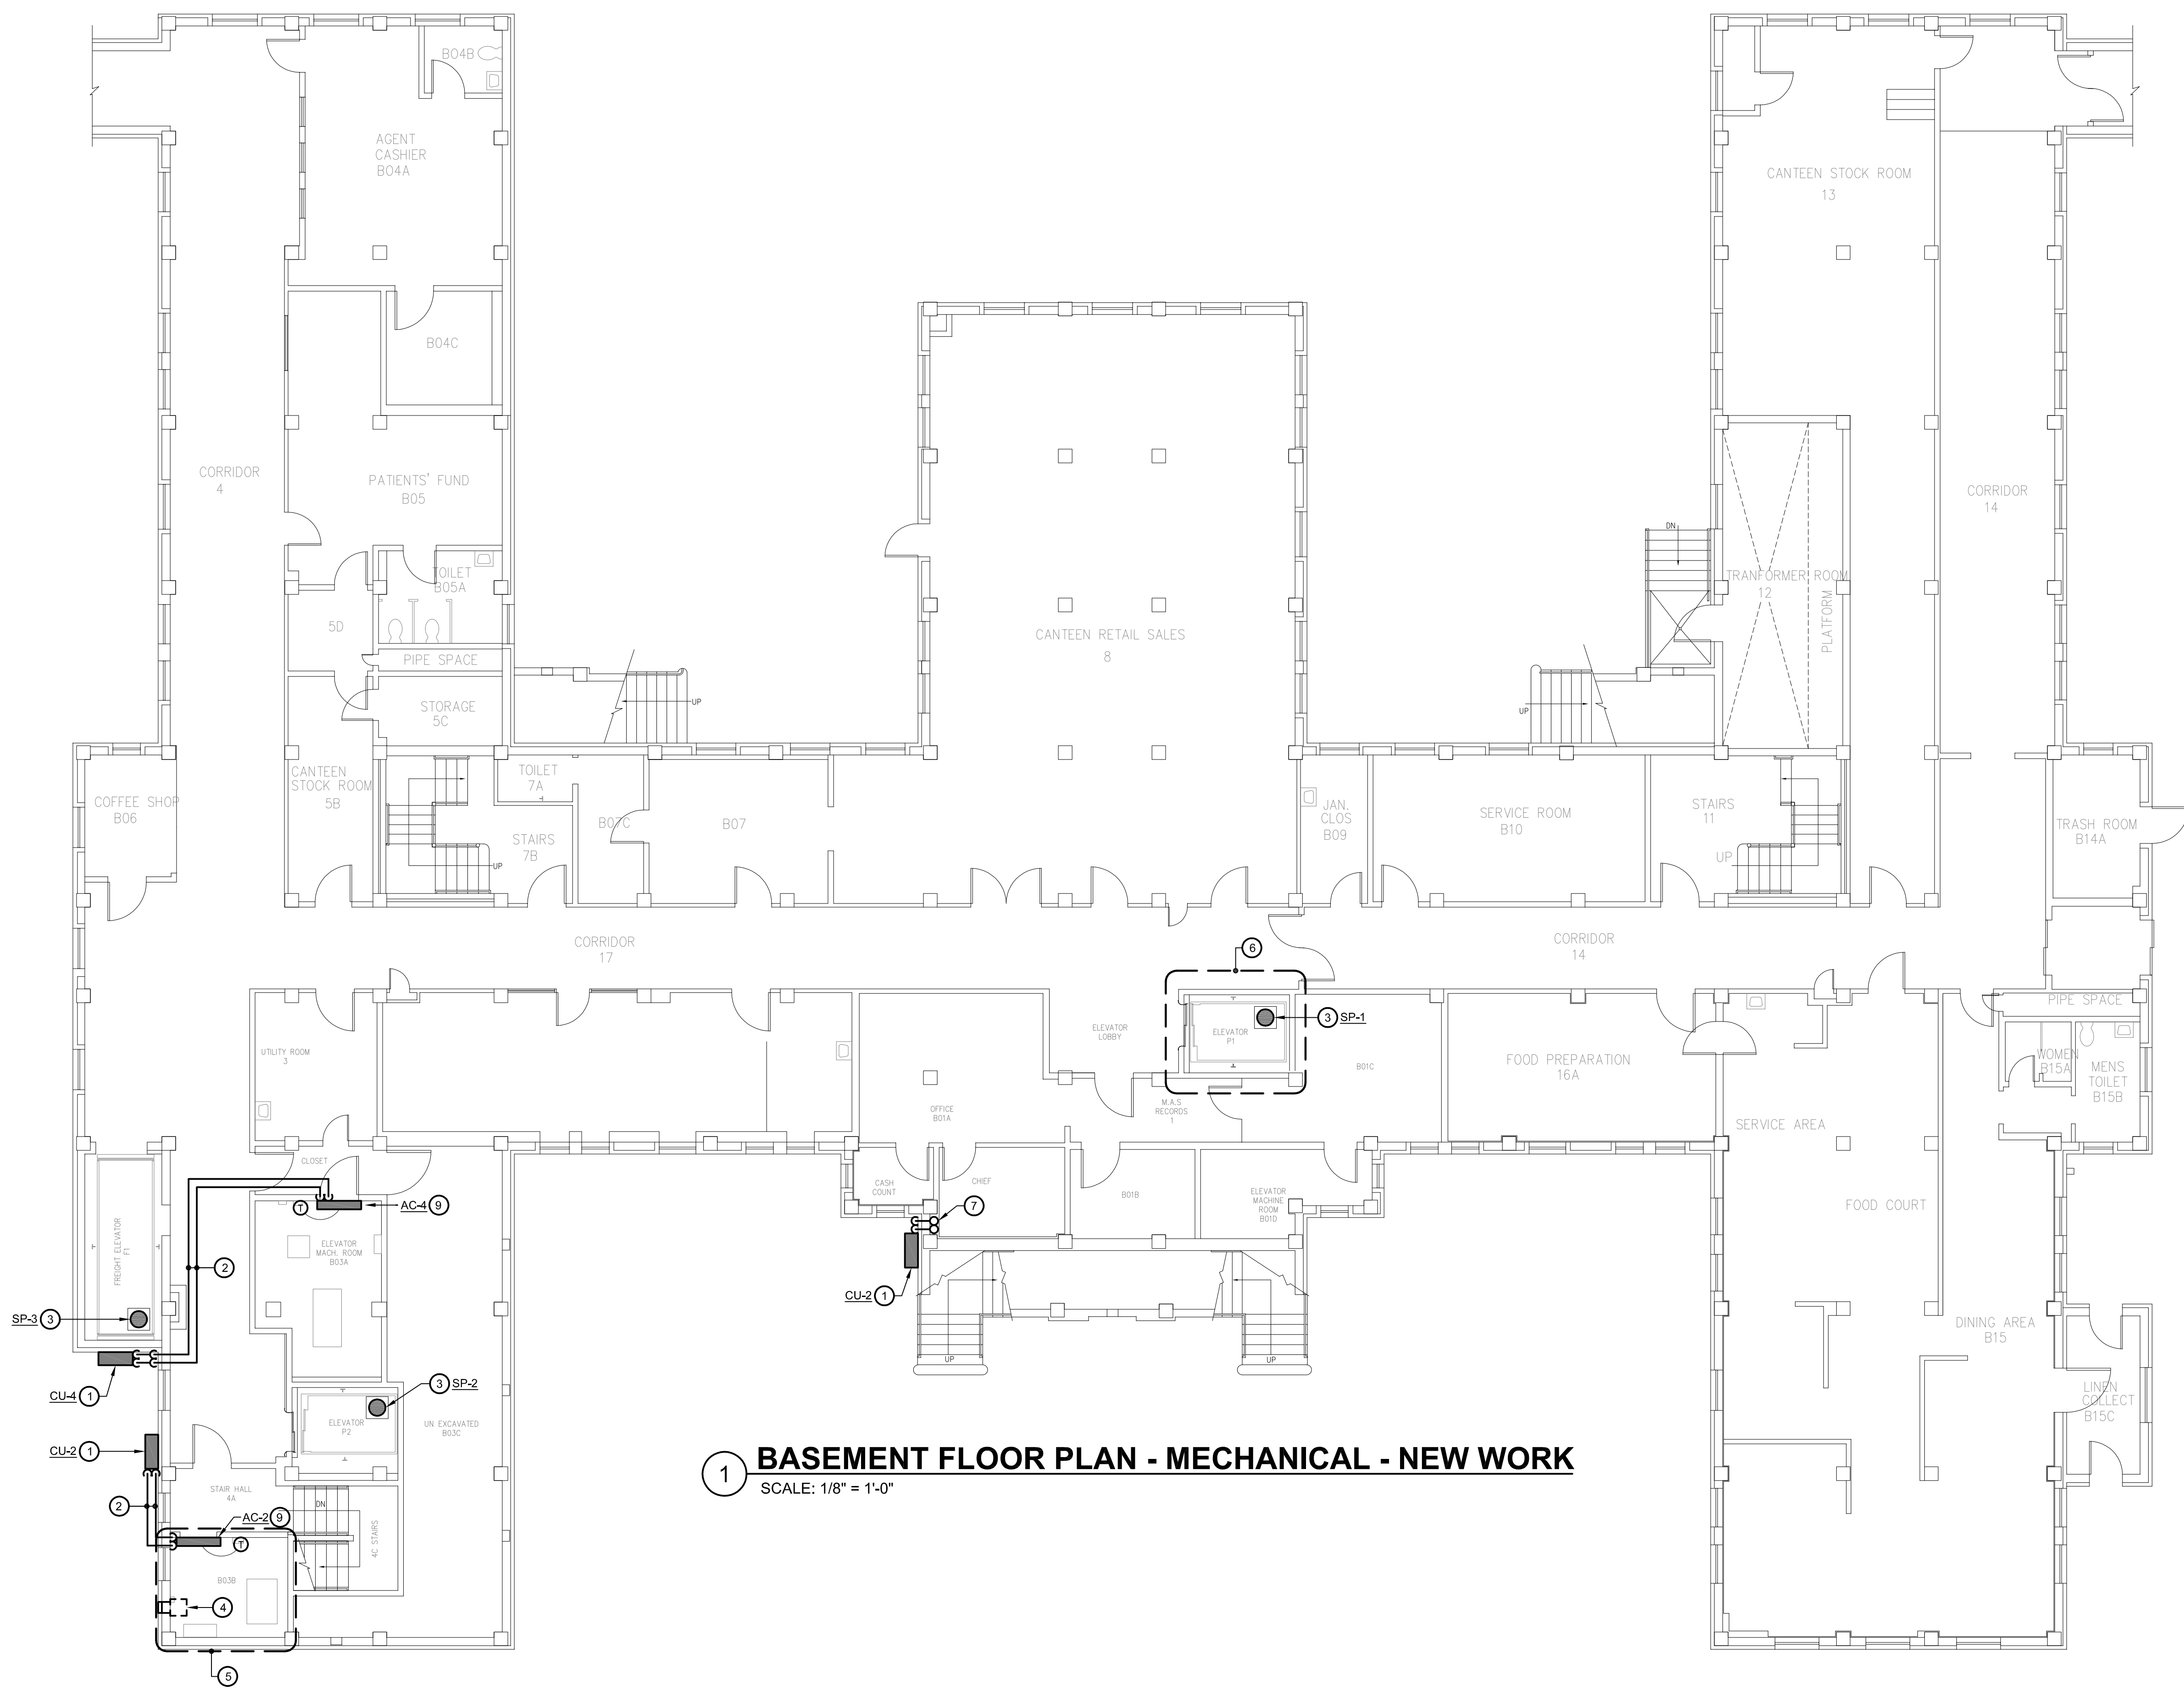 B04B
AGENT
CASHIER
B04A
CANTEEN STOCK ROOM
13
B04C
CORRIDOR
4
PATIENTS' FUND
B05
CORRIDOR
14
DN
TOILET
B05A
TRANFORMER ROOM
12
PLATFORM
5D
CANTEEN RETAIL SALES
8
PIPE SPACE
STORAGE
5C
UP
UP
CANTEEN
STOCK ROOM
5B
TOILET
7A
COFFEE SHOP
B06
B07C
B07
STAIRS
7B
UP
JAN.
CLOS
B09
SERVICE ROOM
B10
STAIRS
11
UP
TRASH ROOM
B14A
CORRIDOR
17
CORRIDOR
14
6
PIPE SPACE
3 SP-1
ELEVATOR
LOBBY
ELEVATOR
P1
UTILITY ROOM
3
B01C
FOOD PREPARATION
16A
WOMEN
B15A
MENS
TOILET
B15B
OFFICE
B01A
M.A.S
RECORDS
1
SERVICE AREA
CLOSET
CASH
COUNT
CHIEF
B01B
ELEVATOR
MACHINE
ROOM
B01D
T
AC-4 9
7
FOOD COURT
FREIGHT ELEVATOR
F1
ELEVATOR
MACH. ROOM
B03A
2
CU-2 1
SP-3 3
DINING AREA
B15
UP
UP
CU-4 1
3 SP-2
LINEN
COLLECT
B15C
ELEVATOR
P2
UN EXCAVATED
B03C
CU-2 1
1
BASEMENT FLOOR PLAN - MECHANICAL - NEW WORK
SCALE: 1/8" = 1'-0"
STAIR HALL
4A
2
DN
AC-2 9
4C STAIRS
T
B03B
4
5